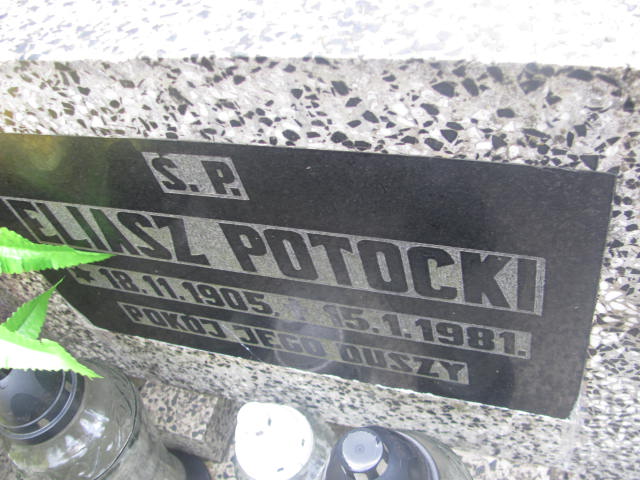 Ś. P.
ELIASZ POTOCKI
* 18.11.1905. † 15.1.1981.
POKÓJ JEGO DUSZY